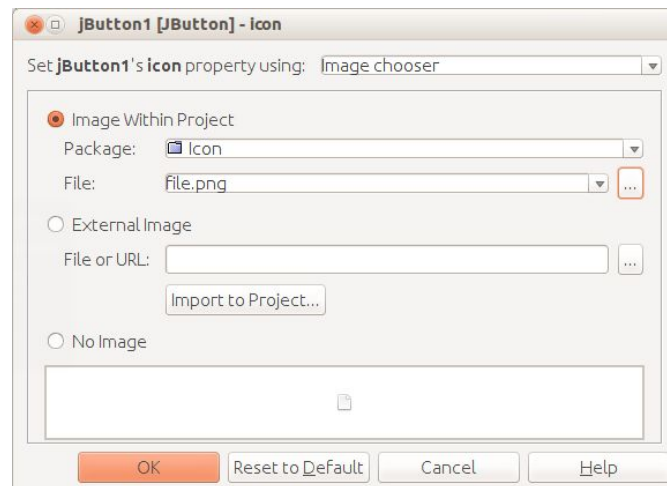 jButton1 [JButton] - icon
Set jButton1's icon property using: Image chooser
Image Within Project
Package: Icon
File: file.png ...
External Image
File or URL: ...
Import to Project...
No Image
OK Reset to Default Cancel Help